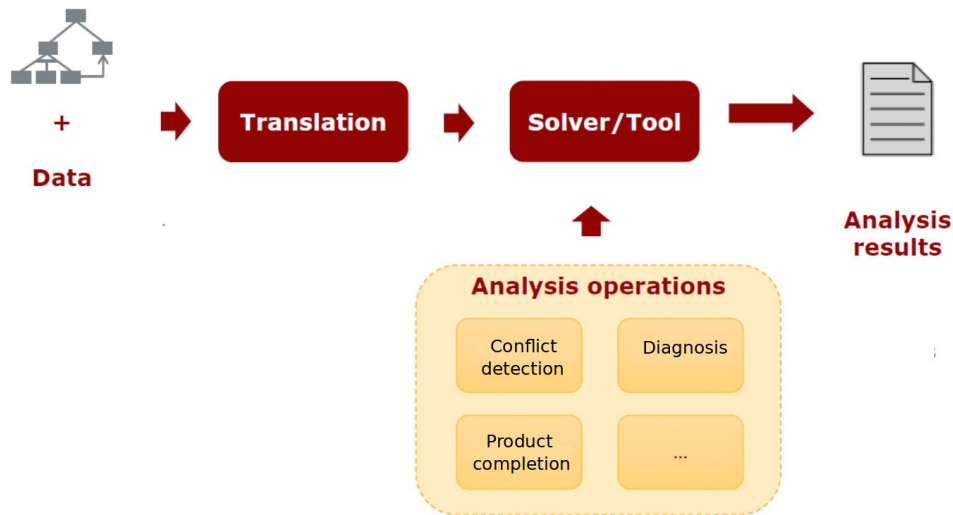 +
Data
Translation
Solver/Tool
Analysis
results
Analysis operations
Conflict
detection
Diagnosis
Product
completion
...